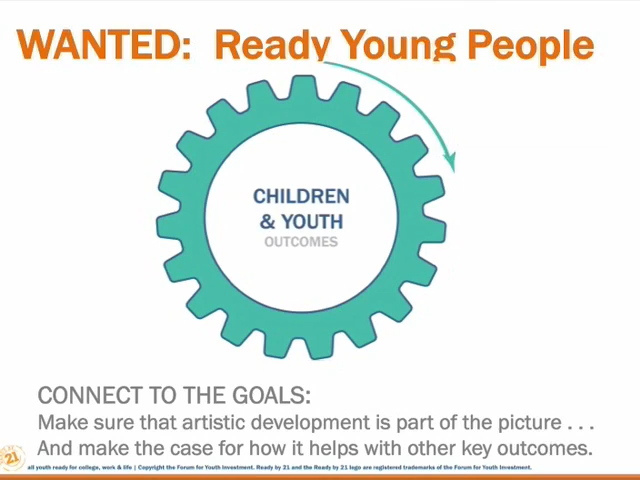 WANTED: Ready Young People
CHILDREN
& YOUTH
OUTCOMES
CONNECT TO THE GOALS:
Make sure that artistic development is part of the picture . . .
And make the case for how it helps with other key outcomes.
21
all youth ready for college, work & life | Copyright the Forum for Youth Investment. Ready by 21 and the Ready by 21 logo are registered trademarks of the Forum for Youth Investment.